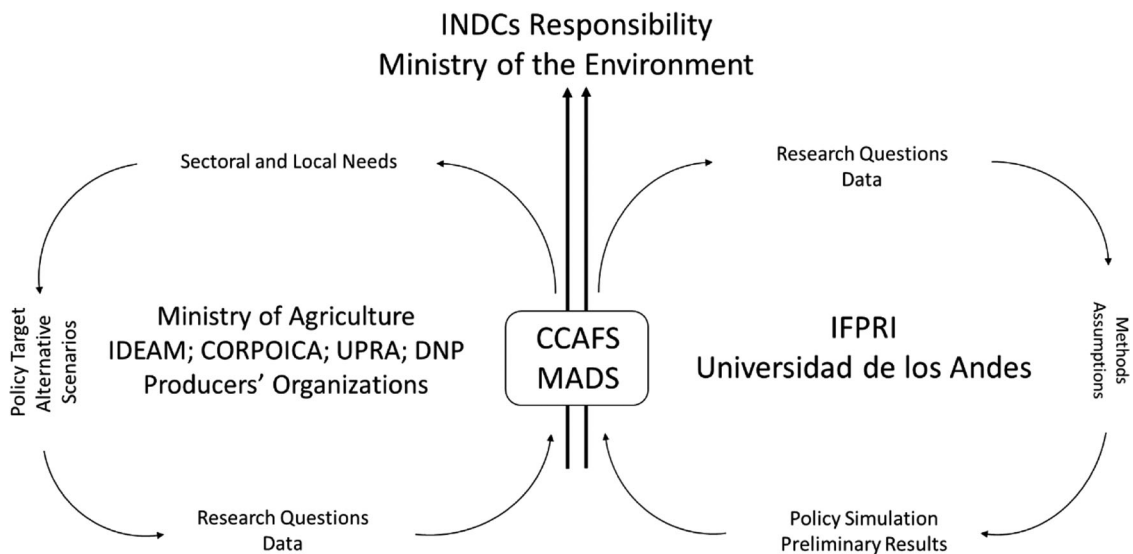 INDCs Responsibility
Ministry of the Environment
Sectoral and Local Needs
Research Questions
Data
Policy Target
Alternative
Scenarios
Ministry of Agriculture
IDEAM; CORPOICA; UPRA; DNP
Producers’ Organizations
CCAFS
MADS
IFPRI
Universidad de los Andes
Methods
Assumptions
Research Questions
Data
Policy Simulation
Preliminary Results